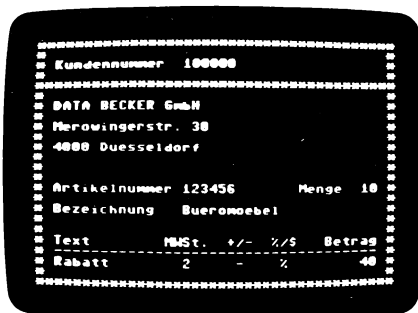 Kundennummer 100000
DATA BECKER GmbH
Merowingerstr. 30
4000 Duesseldorf
Artikelnummer 123456 Menge 10
Bezeichnung Bueromoebel
Text MWSt. +/- %/$ Betrag
Rabatt 2 - % 40